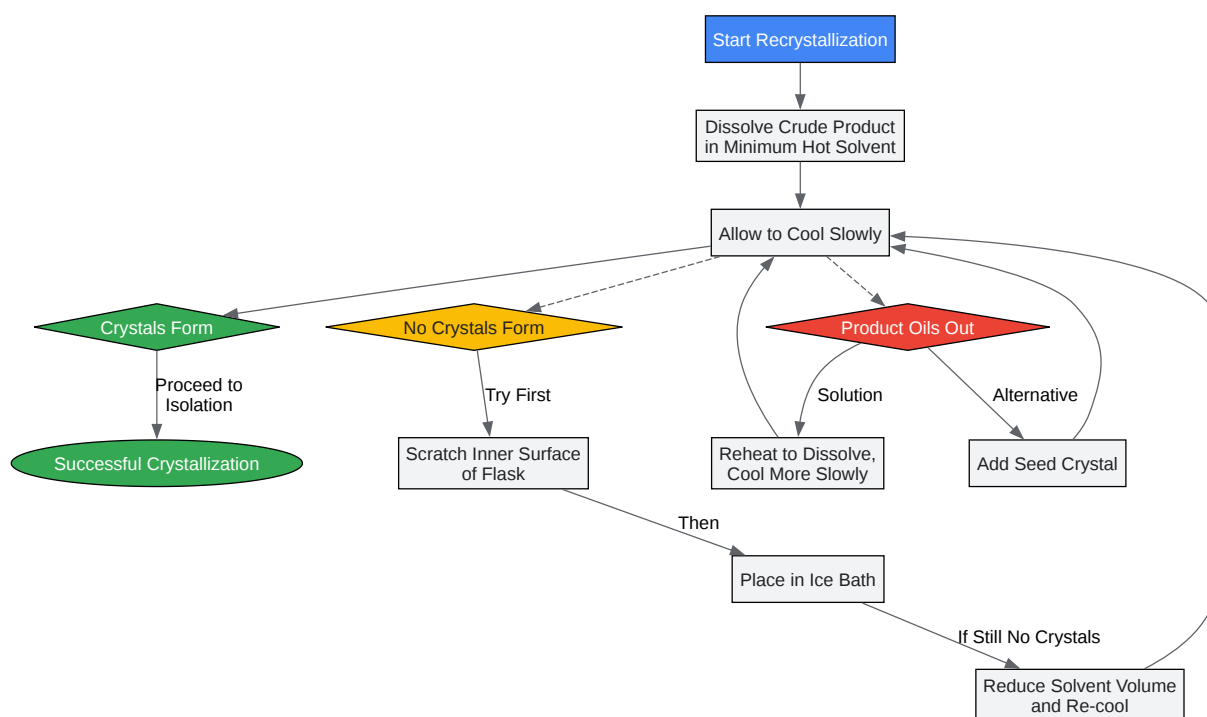 Start Recrystallization
Dissolve Crude Product
in Minimum Hot Solvent
Allow to Cool Slowly
Crystals Form
No Crystals Form
Product Oils Out
Proceed to
Isolation
Try First
Solution
Alternative
Successful Crystallization
Scratch Inner Surface
of Flask
Reheat to Dissolve,
Cool More Slowly
Add Seed Crystal
Then
Place in Ice Bath
If Still No Crystals
Reduce Solvent Volume
and Re-cool